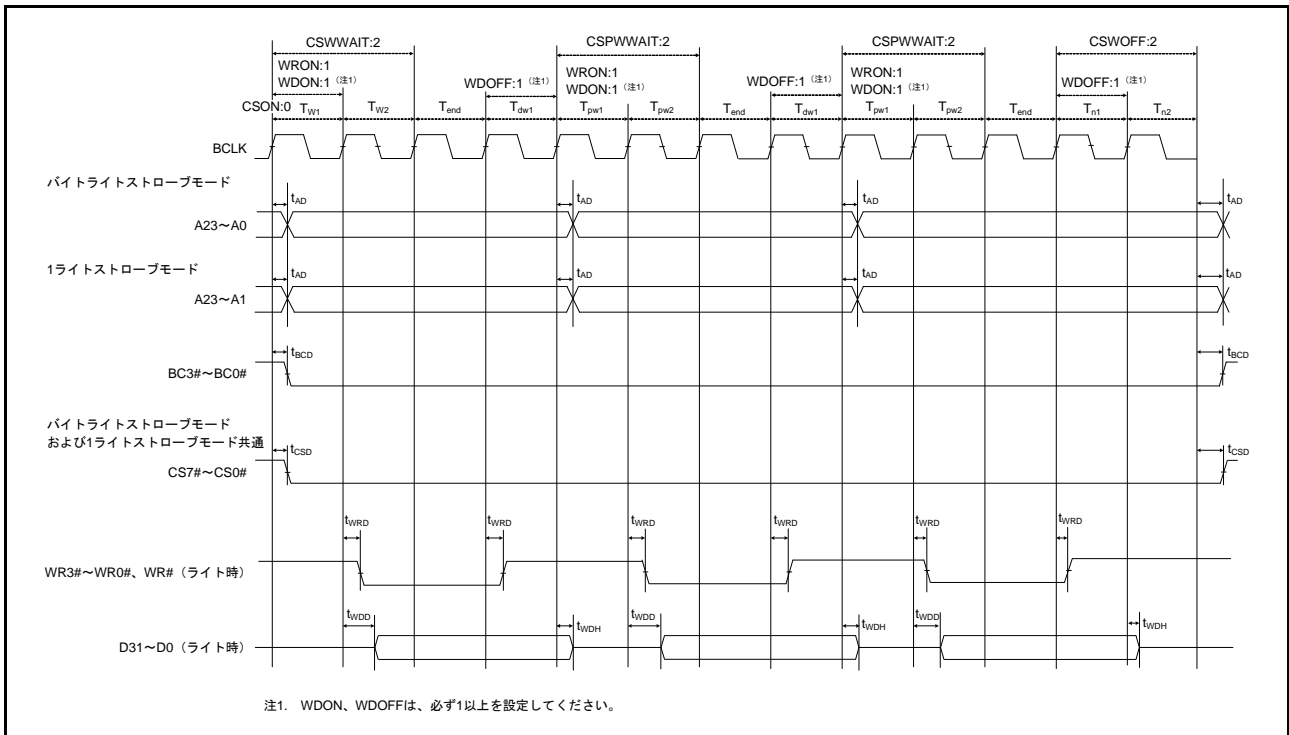 CSWWAIT:2 CSPWWAIT:2 CSPWWAIT:2 CSWOFF:2
WRON:1 WRON:1 WRON:1
WDON:1（注1） WDOFF:1（注1） WDON:1（注1） WDOFF:1（注1） WDON:1（注1） WDOFF:1（注1）
CSON:0 TW1 TW2 Tend Tdw1 Tpw1 Tpw2 Tend Tdw1 Tpw1 Tpw2 Tend Tn1 Tn2
BCLK
バイトライトストローブモード
tAD tAD tAD tAD
A23～A0
1ライトストローブモード
tAD tAD tAD tAD
A23～A1
tBCD tBCD
BC3#～BC0#
バイトライトストローブモード
および1ライトストローブモード共通
tCSD tCSD
CS7#～CS0#
tWRD tWRD tWRD tWRD tWRD tWRD
WR3#～WR0#、WR#（ライト時）
tWDD tWDH tWDD tWDH tWDD tWDH
D31～D0（ライト時）
注1. WDON、WDOFFは、必ず1以上を設定してください。